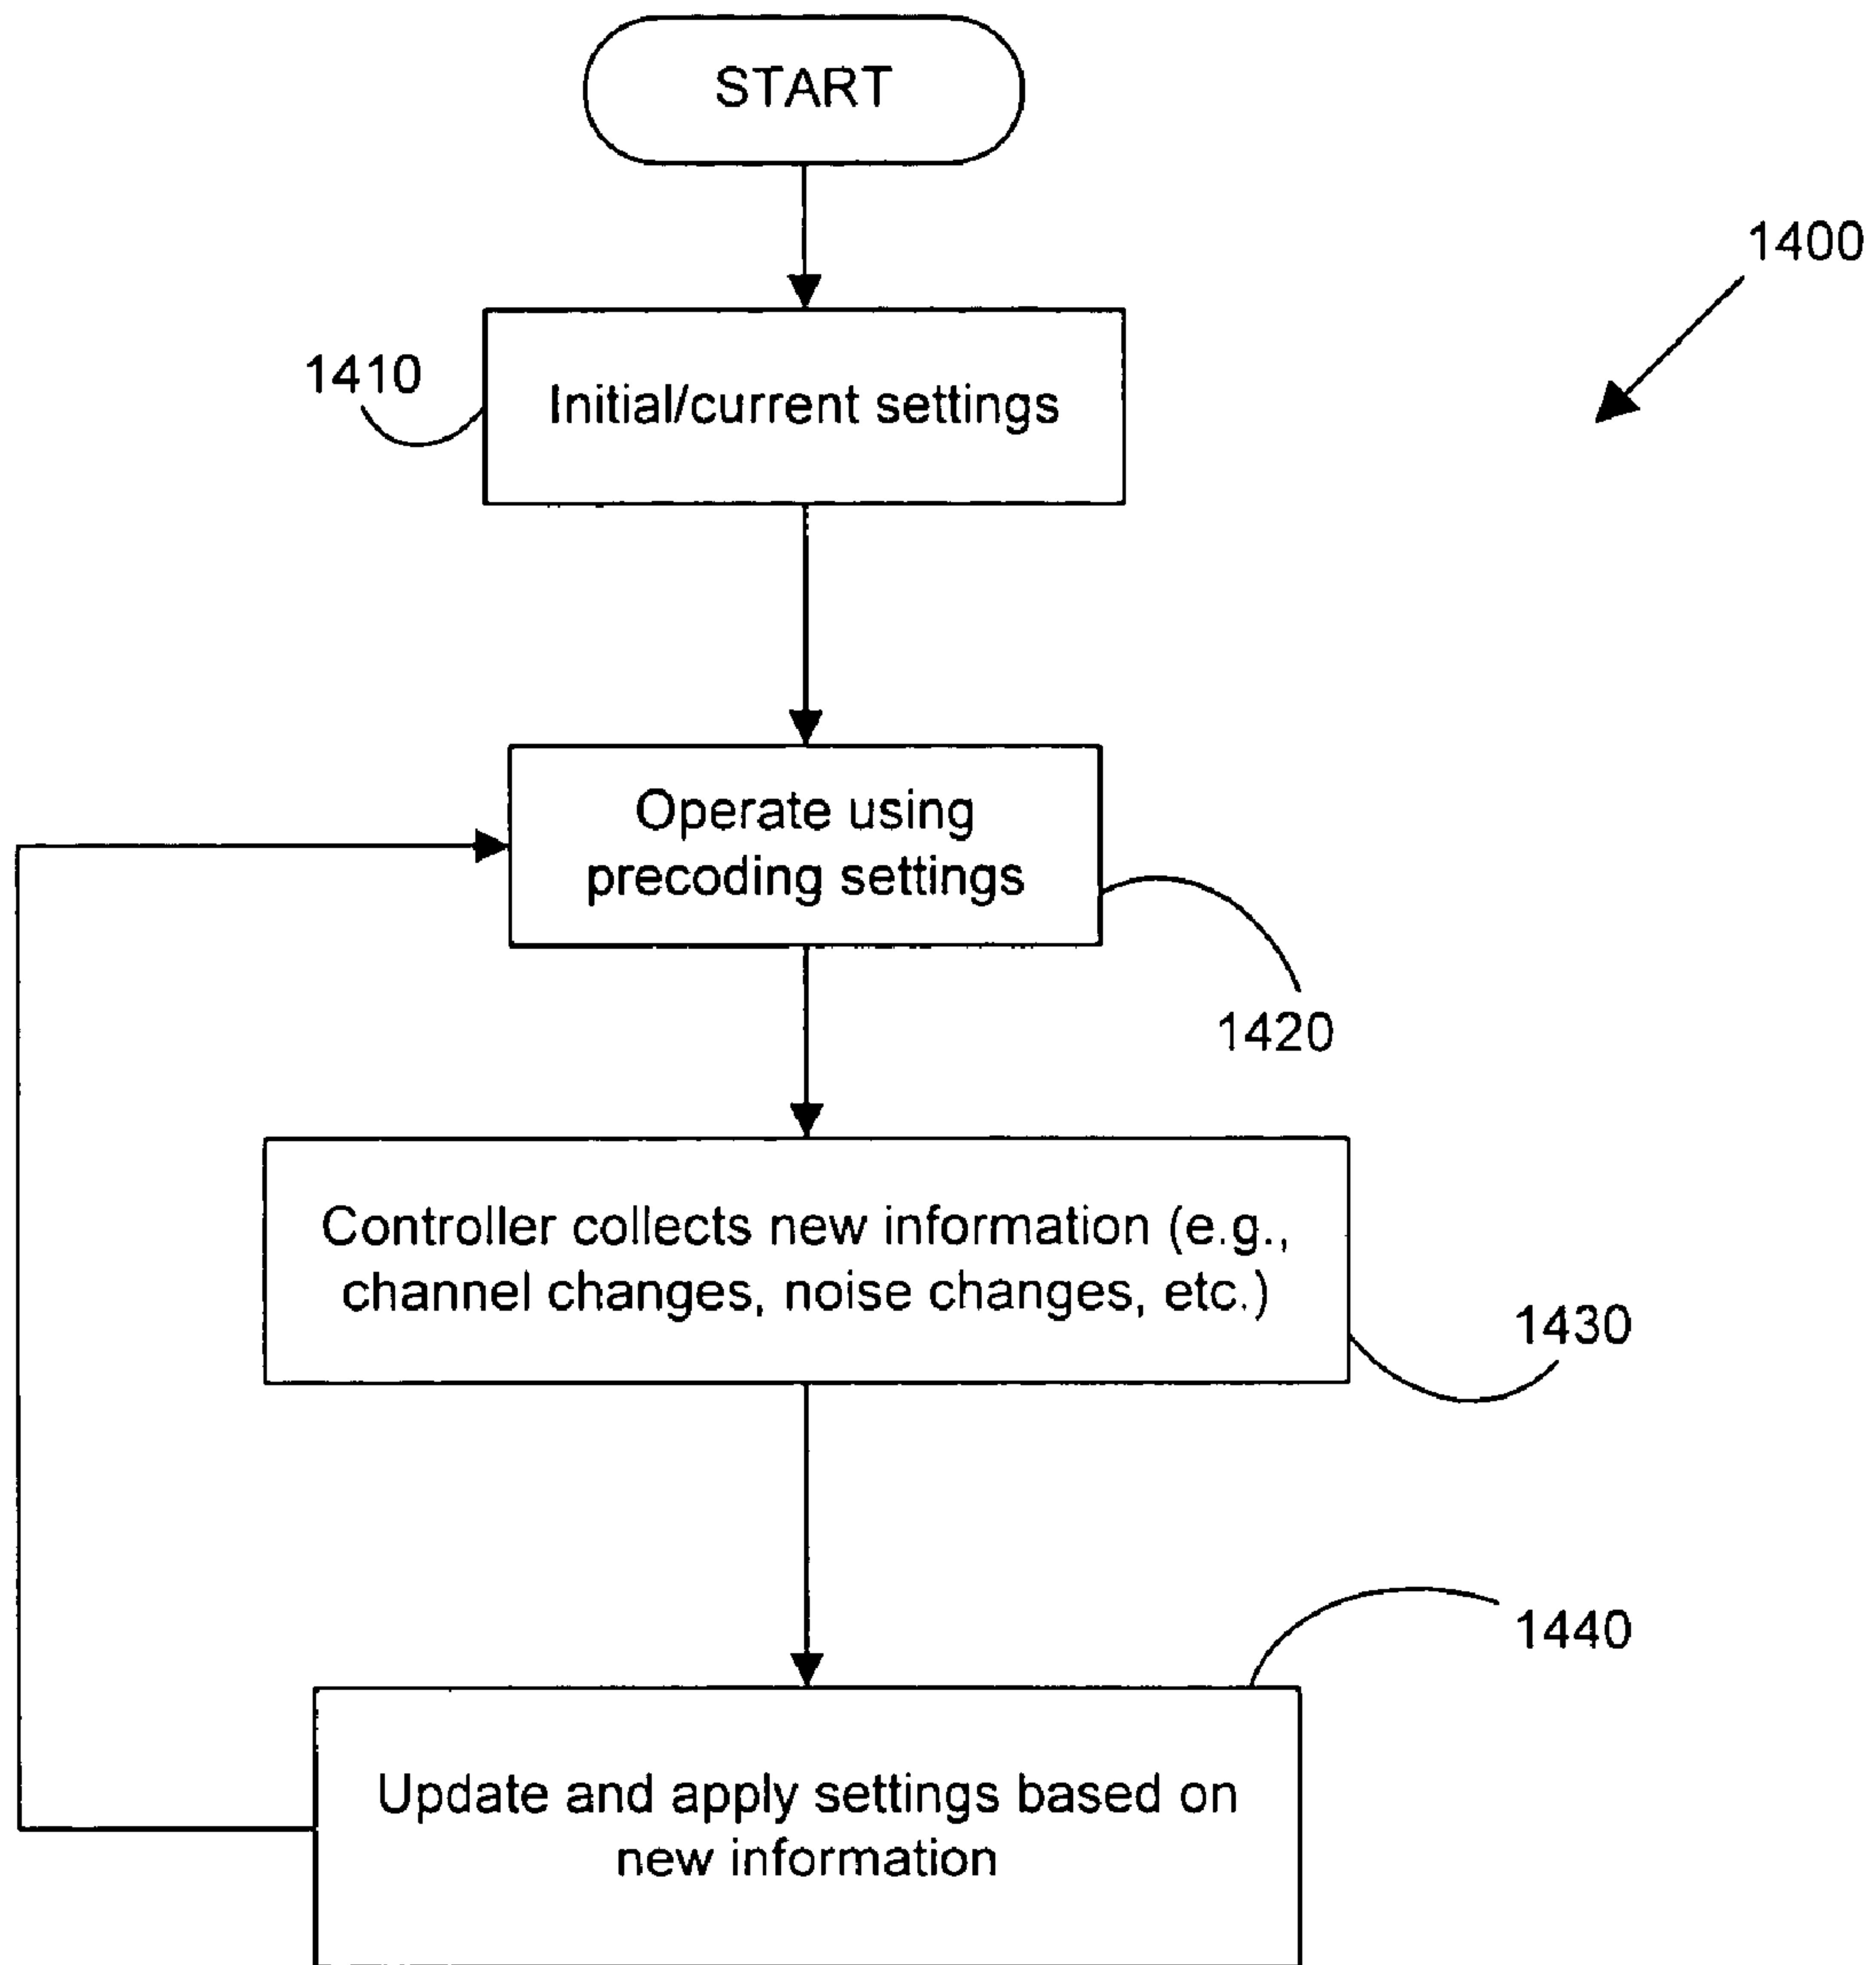 START
1400
1410
Initial/current settings
Operate using
precoding settings
1420
Controller collects new information (e.g.,
channel changes, noise changes, etc.)
1430
1440
Update and apply settings based on
new information